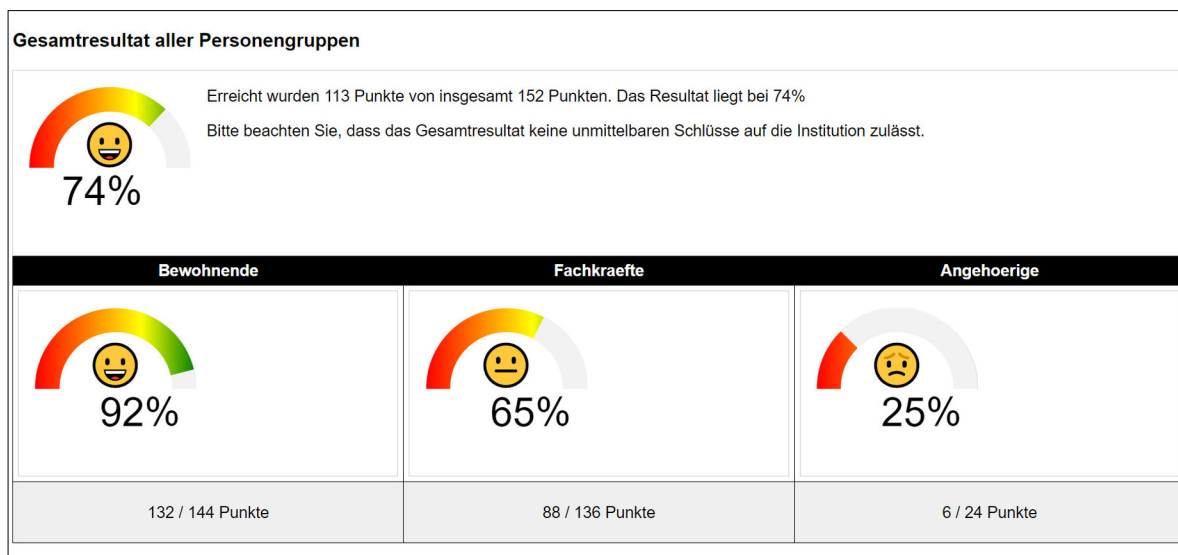 Gesamtresultat aller Personengruppen
Erreicht wurden 113 Punkte von insgesamt 152 Punkten. Das Resultat liegt bei 74%
Bitte beachten Sie, dass das Gesamtresultat keine unmittelbaren Schlüsse auf die Institution zulässt.
74%
Bewohnende Fachkraefte Angehoerige
92% 65% 25%
132 / 144 Punkte 88 / 136 Punkte 6 / 24 Punkte